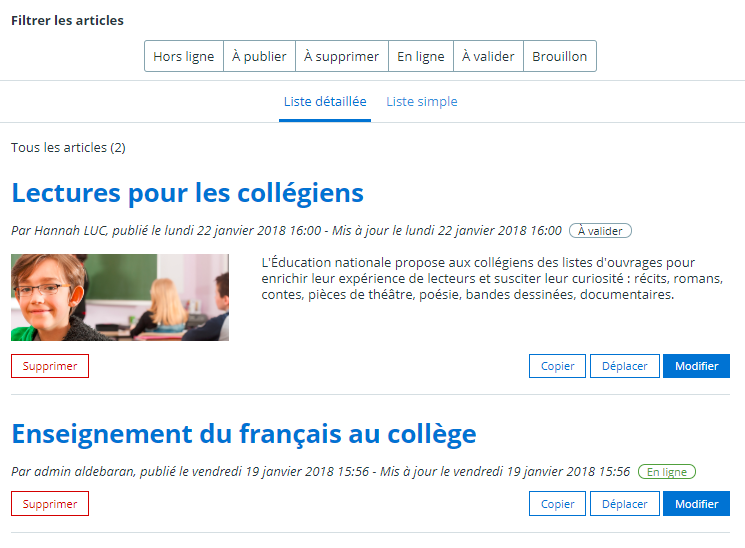 Filtrer les articles
Hors ligne À publier À supprimer En ligne À valider Brouillon
Liste détaillée Liste simple
Tous les articles (2)
Lectures pour les collégiens
Par Hannah LUC, publié le lundi 22 janvier 2018 16:00 - Mis à jour le lundi 22 janvier 2018 16:00 À valider
L'Éducation nationale propose aux collégiens des listes d'ouvrages pour
enrichir leur expérience de lecteurs et susciter leur curiosité : récits, romans,
contes, pièces de théâtre, poésie, bandes dessinées, documentaires.
Supprimer Copier Déplacer Modifier
Enseignement du français au collège
Par admin aldebaran, publié le vendredi 19 janvier 2018 15:56 - Mis à jour le vendredi 19 janvier 2018 15:56 En ligne
Supprimer Copier Déplacer Modifier